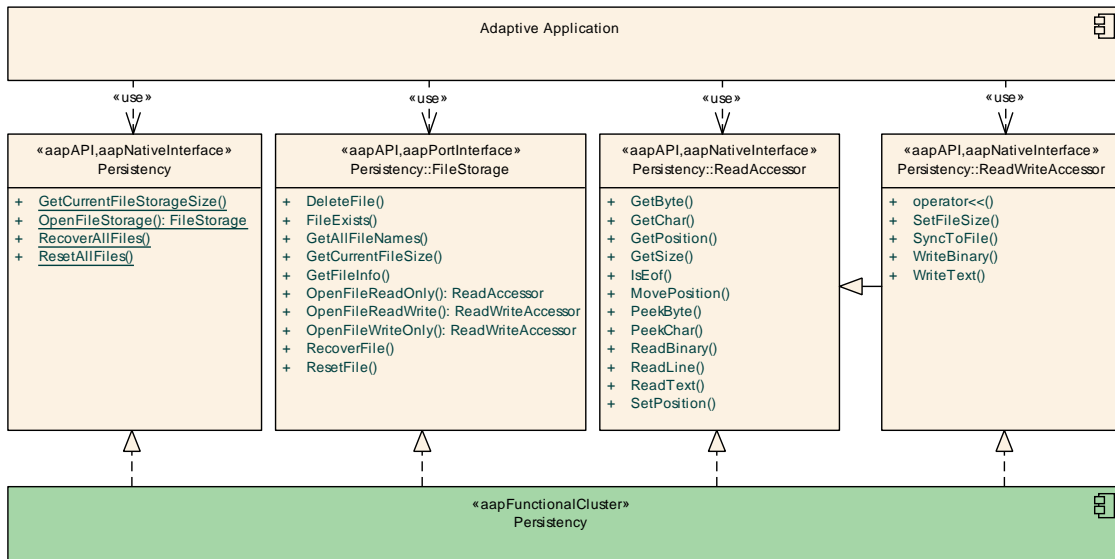 Adaptive Application
«use»
«use»
«use»
«use»
«aapAPI,aapNativeInterface»
Persistency
+ GetCurrentFileStorageSize()
+ OpenFileStorage(): FileStorage
+ RecoverAllFiles()
+ ResetAllFiles()
«aapAPI,aapPortInterface»
Persistency::FileStorage
+ DeleteFile()
+ FileExists()
+ GetAllFileNames()
+ GetCurrentFileSize()
+ GetFileInfo()
+ OpenFileReadOnly(): ReadAccessor
+ OpenFileReadWrite(): ReadWriteAccessor
+ OpenFileWriteOnly(): ReadWriteAccessor
+ RecoverFile()
+ ResetFile()
«aapAPI,aapNativeInterface»
Persistency::ReadAccessor
+ GetByte()
+ GetChar()
+ GetPosition()
+ GetSize()
+ IsEof()
+ MovePosition()
+ PeekByte()
+ PeekChar()
+ ReadBinary()
+ ReadLine()
+ ReadText()
+ SetPosition()
«aapAPI,aapNativeInterface»
Persistency::ReadWriteAccessor
+ operator<<()
+ SetFileSize()
+ SyncToFile()
+ WriteBinary()
+ WriteText()
«aapFunctionalCluster»
Persistency